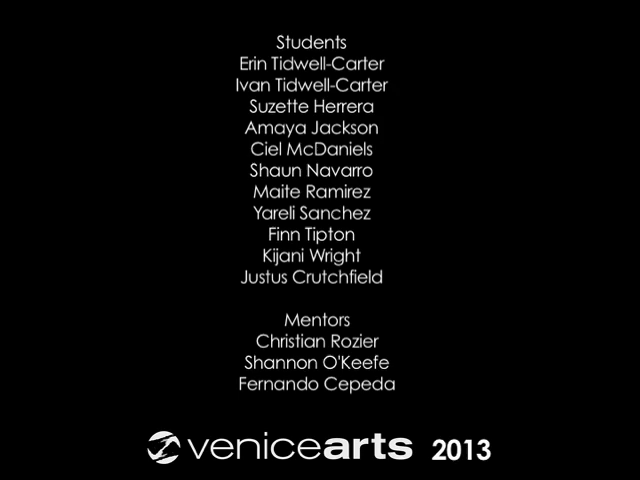 Students
Erin Tidwell-Carter
Ivan Tidwell-Carter
Suzette Herrera
Amaya Jackson
Ciel McDaniels
Shaun Navarro
Maite Ramirez
Yareli Sanchez
Finn Tipton
Kijani Wright
Justus Crutchfield
Mentors
Christian Rozier
Shannon O'Keefe
Fernando Cepeda
venicearts 2013